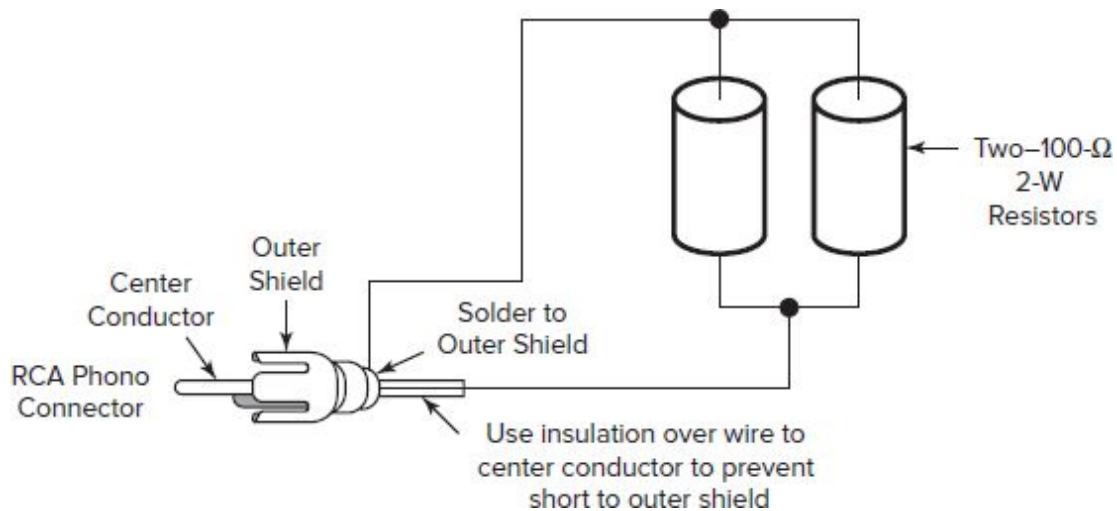 Two–100-Ω
2-W
Resistors
Outer
Shield
Center
Conductor
Solder to
Outer Shield
RCA Phono
Connector
Use insulation over wire to
center conductor to prevent
short to outer shield